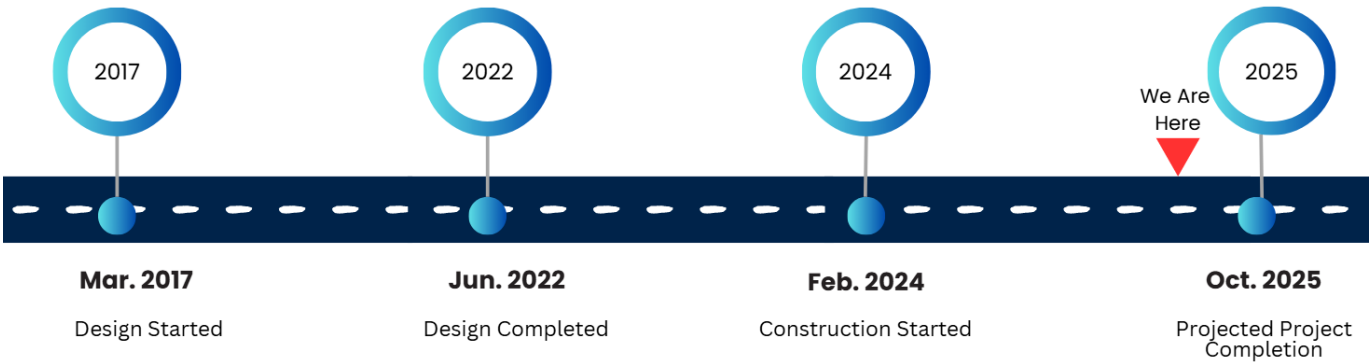 2017
2022
2024
2025
We Are
Here
Mar. 2017
Jun. 2022
Feb. 2024
Oct. 2025
Design Started
Design Completed
Construction Started
Projected Project
Completion